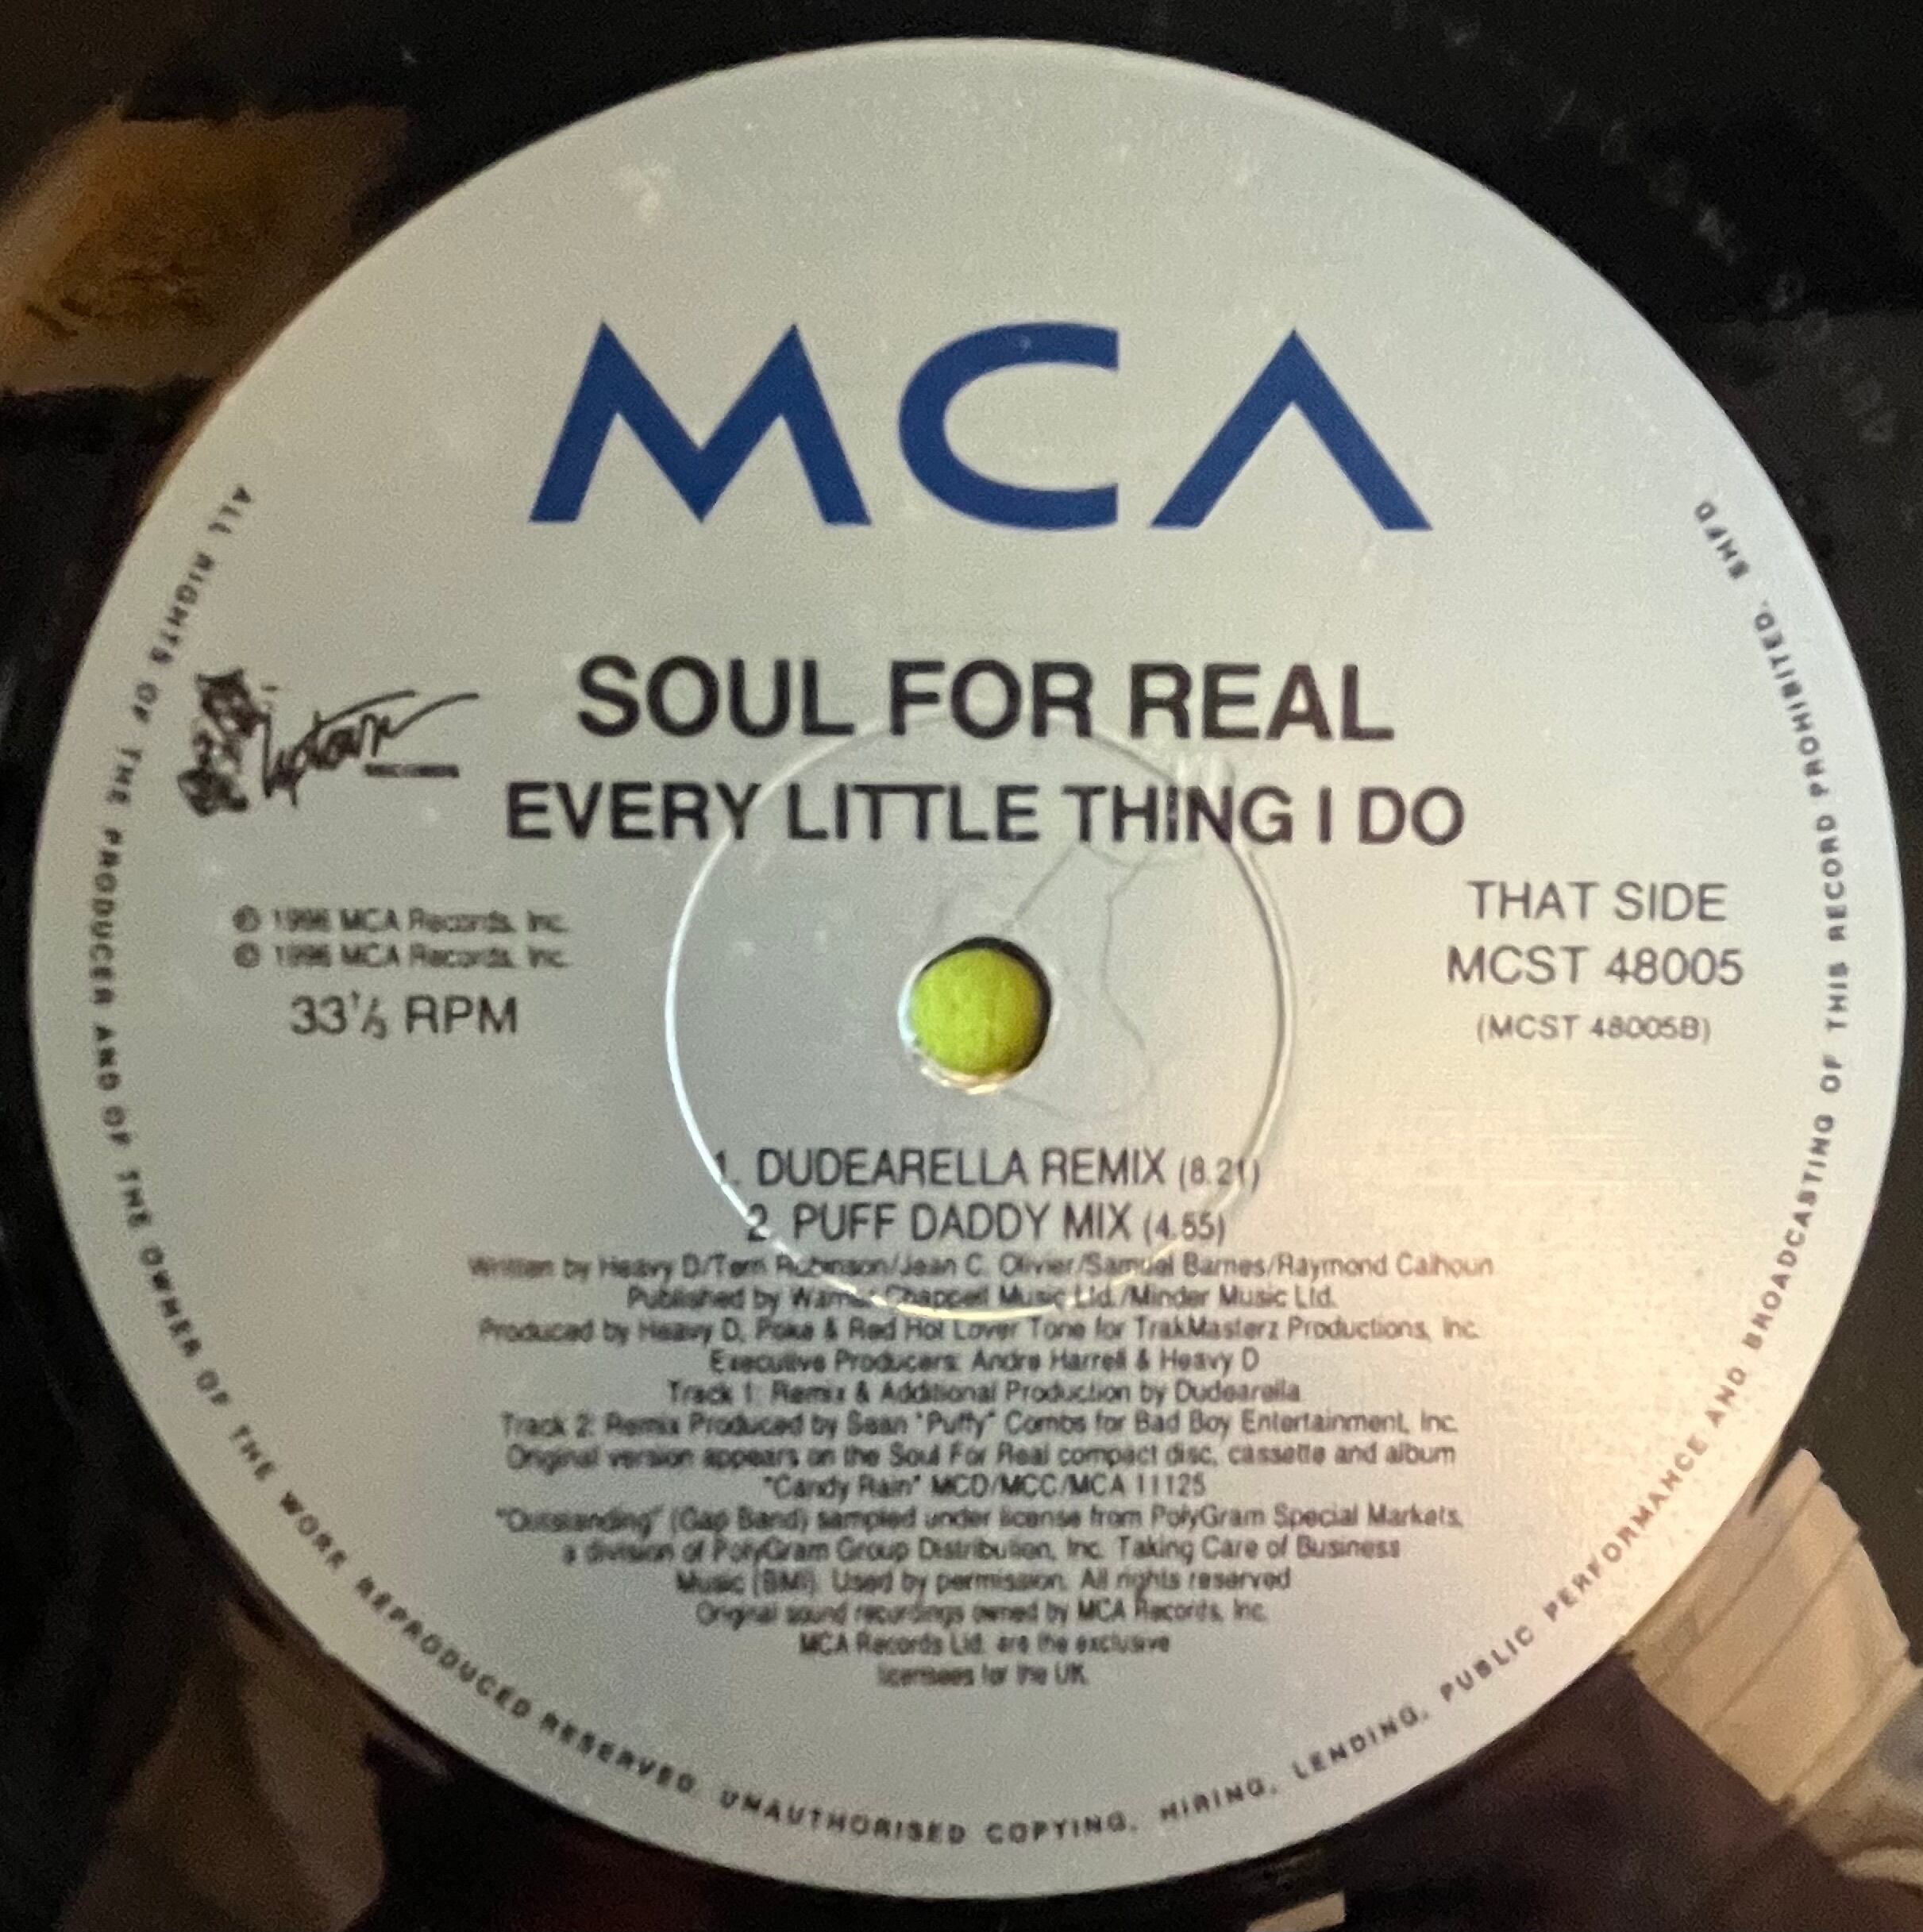 MCA
SOUL FOR REAL
Uptown
RECORDS
EVERY LITTLE THING I DO
℗ 1996 MCA Records, Inc.
© 1996 MCA Records, Inc.
33⅓ RPM
THAT SIDE
MCST 48005
(MCST 48005B)
1. DUDEARELLA REMIX (8.21)
2. PUFF DADDY MIX (4.55)
Written by Heavy D/Terri Robinson/Jean C. Olivier/Samuel Barnes/Raymond Calhoun
Published by Warner Chappell Music Ltd./Minder Music Ltd.
Produced by Heavy D, Poke & Red Hot Lover Tone for TrakMasterz Productions, Inc.
Executive Producers: Andre Harrell & Heavy D
Track 1: Remix & Additional Production by Dudearella
Track 2: Remix Produced by Sean "Puffy" Combs for Bad Boy Entertainment, Inc.
Original version appears on the Soul For Real compact disc, cassette and album
"Candy Rain" MCD/MCC/MCA 11125
"Outstanding" (Gap Band) sampled under license from PolyGram Special Markets,
a division of PolyGram Group Distribution, Inc. Taking Care of Business
Music (BMI). Used by permission. All rights reserved
Original sound recordings owned by MCA Records, Inc.
MCA Records Ltd. are the exclusive
licensees for the UK.
ALL RIGHTS OF THE PRODUCER AND OF THE OWNER OF THE WORK REPRODUCED RESERVED. UNAUTHORISED COPYING, HIRING, LENDING, PUBLIC PERFORMANCE AND BROADCASTING OF THIS RECORD PROHIBITED.